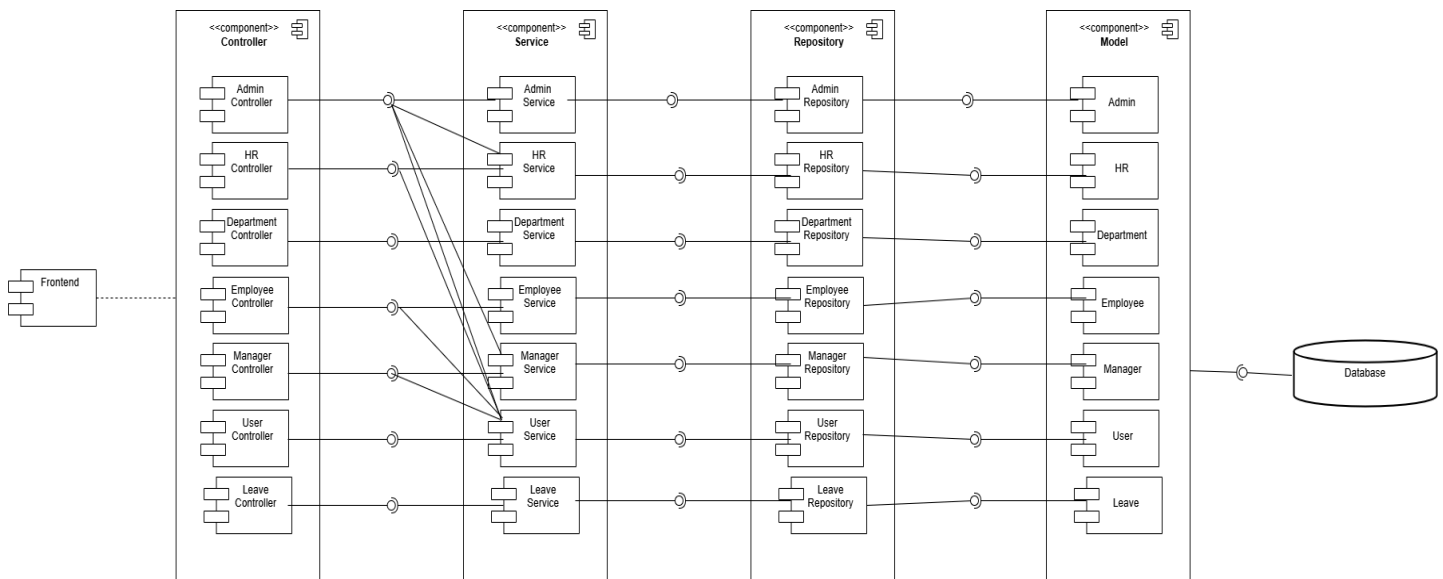 <<component>>
Controller
<<component>>
Service
<<component>>
Repository
<<component>>
Model
Admin
Controller
Admin
Service
Admin
Repository
Admin
HR
Controller
HR
Service
HR
Repository
HR
Department
Controller
Department
Service
Department
Repository
Department
Frontend
Employee
Controller
Employee
Service
Employee
Repository
Employee
Manager
Controller
Manager
Service
Manager
Repository
Manager
Database
User
Controller
User
Service
User
Repository
User
Leave
Controller
Leave
Service
Leave
Repository
Leave